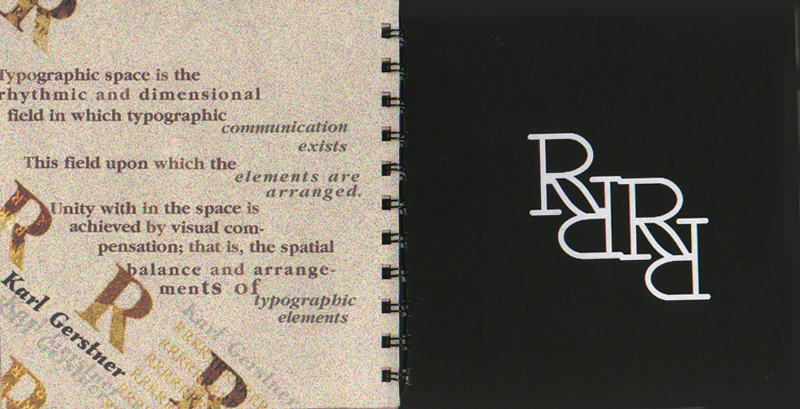 R
Typographic space is the
rhythmic and dimensional
field in which typographic
communication
exists
This field upon which the
elements are
arranged.
Unity with in the space is
achieved by visual com-
pensation; that is, the spatial
balance and arrange-
ments of
typographic
elements
R
R
Karl Gerstner
Karl Gerstner
R
R
R R R R